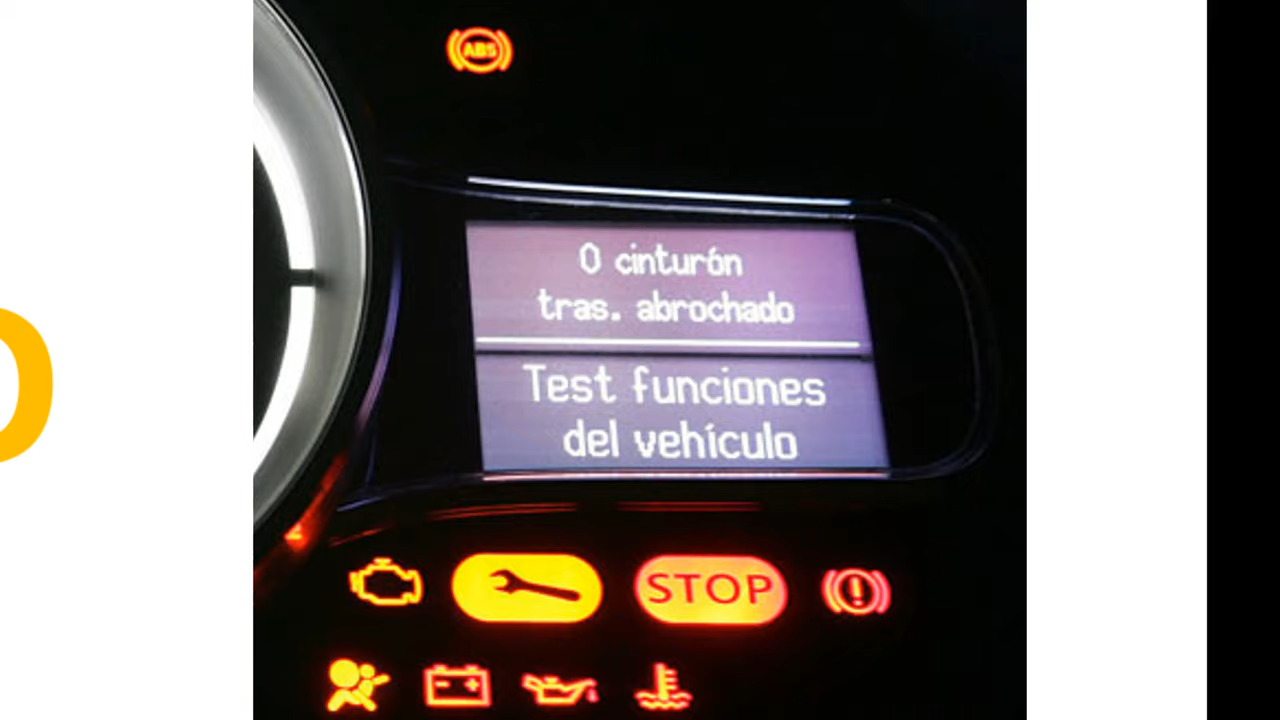 ABS
0 cinturón
tras. abrochado
Test funciones
del vehículo
STOP